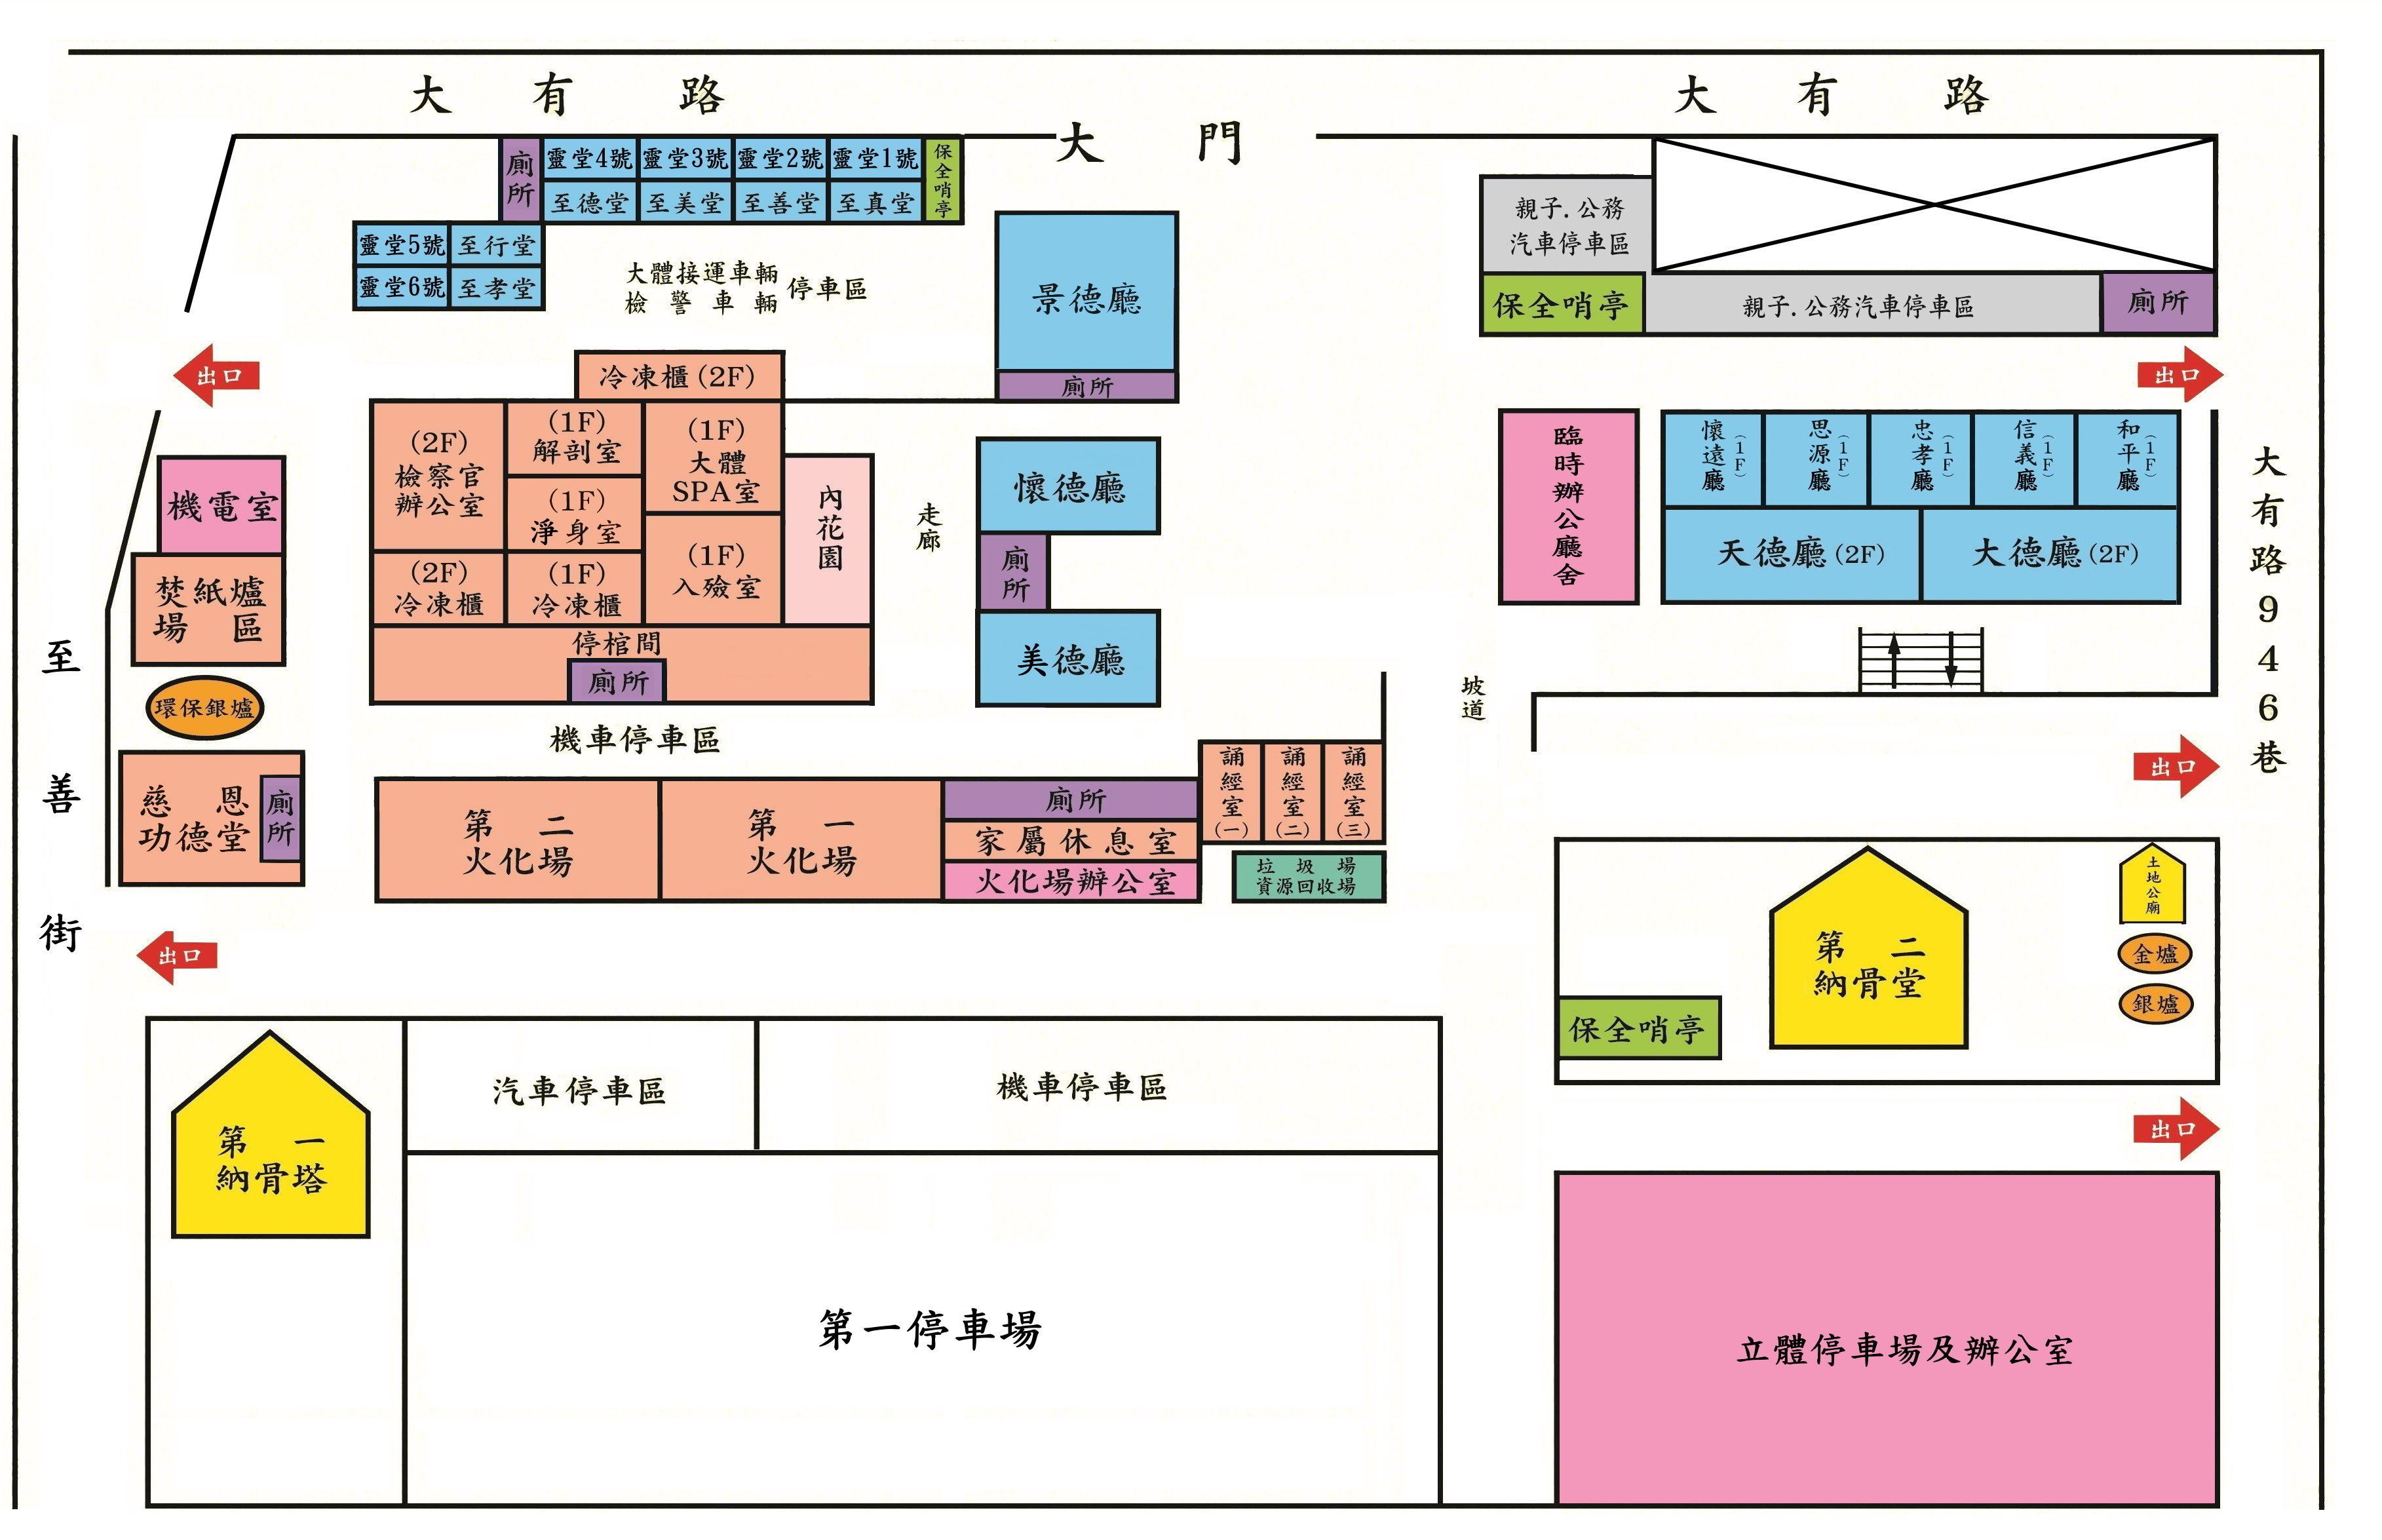 大有路
大有路
大門
廁所
靈堂4號
靈堂3號
靈堂2號
靈堂1號
保全哨亭
至德堂
至美堂
至善堂
至真堂
靈堂5號
至行堂
靈堂6號
至孝堂
大體接運車輛
檢警車輛
停車區
景德廳
廁所
親子.公務
汽車停車區
保全哨亭
親子.公務汽車停車區
廁所
出口
出口
冷凍櫃(2F)
(2F)
檢察官
辦公室
(1F)
解剖室
(1F)
大體
SPA室
(1F)
淨身室
(2F)
冷凍櫃
(1F)
冷凍櫃
(1F)
入殮室
內花園
停棺間
廁所
走廊
懷德廳
廁所
美德廳
臨時辦公廳舍
懷遠廳(1F)
思源廳(1F)
忠孝廳(1F)
信義廳(1F)
和平廳(1F)
天德廳(2F)
大德廳(2F)
大有路946巷
機電室
焚紙爐
場區
環保銀爐
慈恩
功德堂
廁所
至善街
機車停車區
坡道
第二
火化場
第一
火化場
廁所
家屬休息室
火化場辦公室
誦經室(一)
誦經室(二)
誦經室(三)
垃圾場
資源回收場
出口
出口
第二
納骨堂
土地公廟
金爐
銀爐
保全哨亭
出口
第一
納骨塔
汽車停車區
機車停車區
第一停車場
立體停車場及辦公室